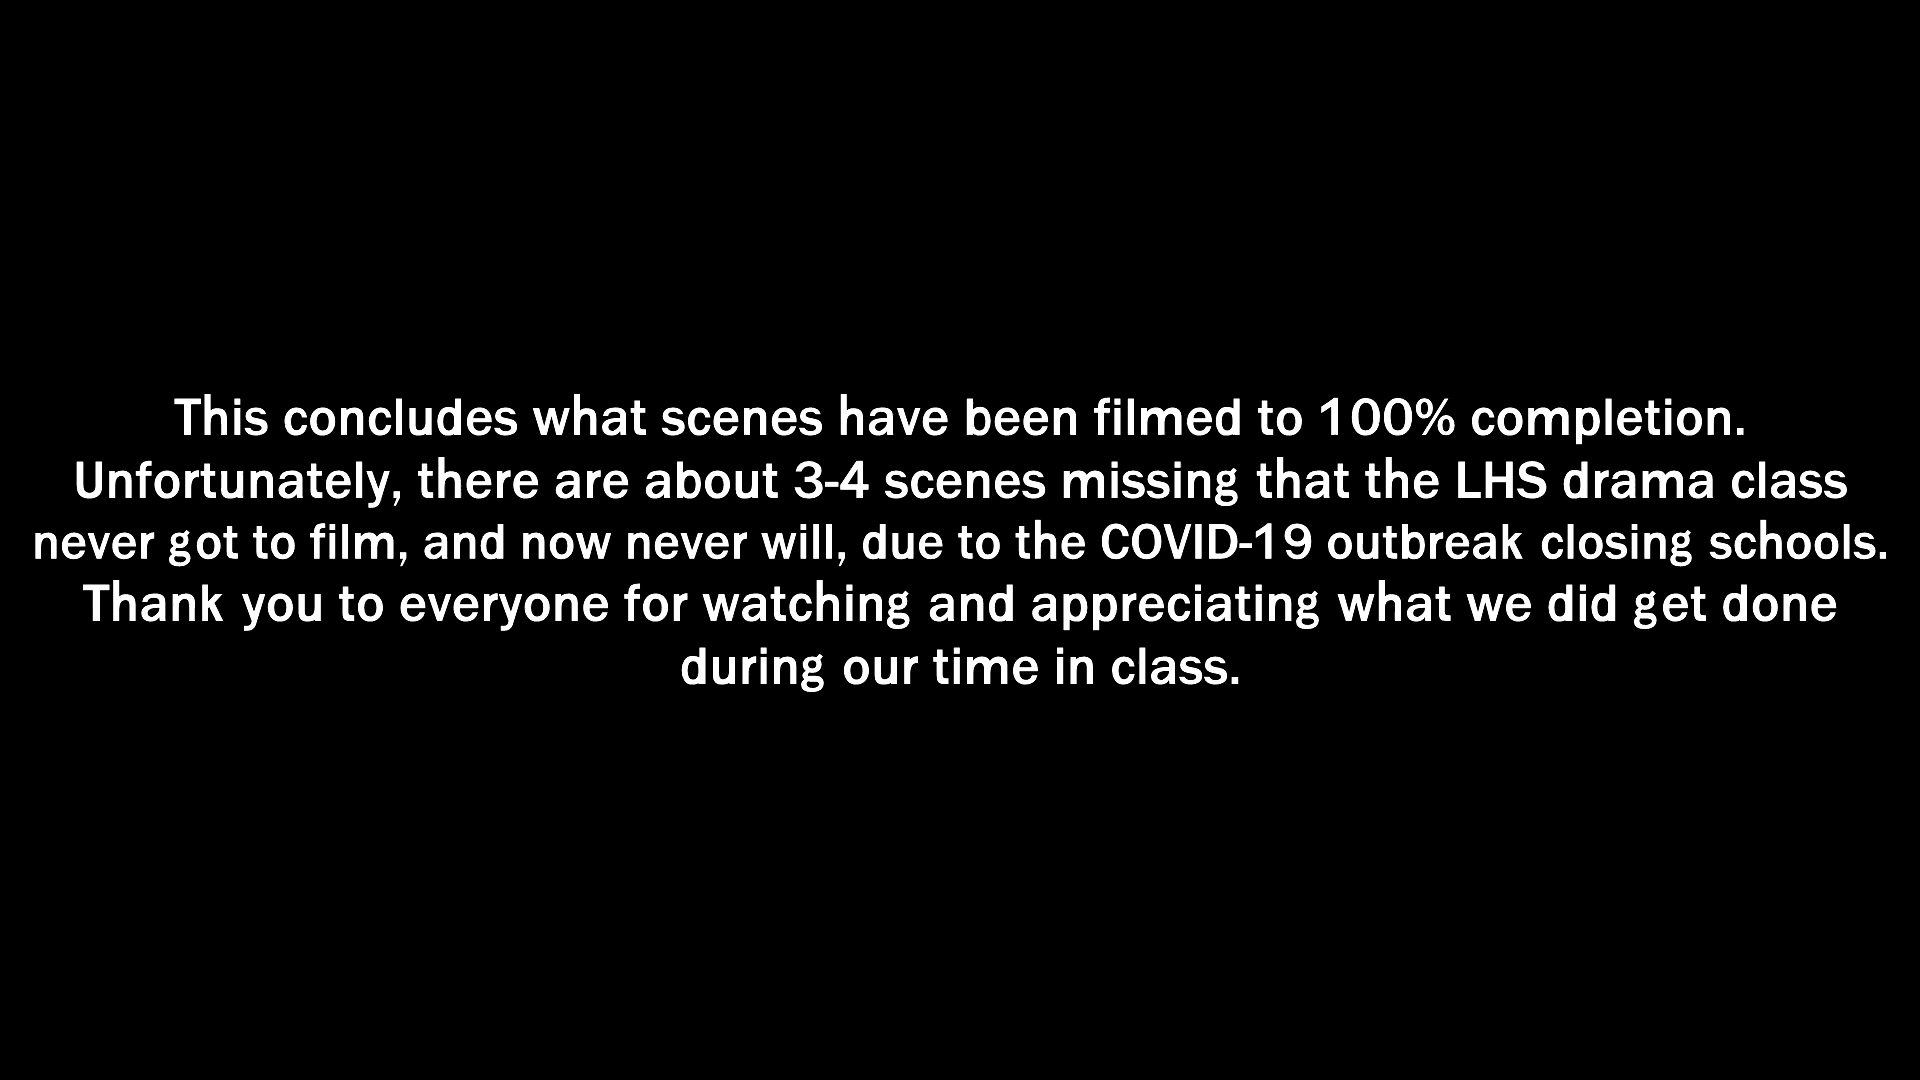 This concludes what scenes have been filmed to 100% completion.
Unfortunately, there are about 3-4 scenes missing that the LHS drama class
never got to film, and now never will, due to the COVID-19 outbreak closing schools.
Thank you to everyone for watching and appreciating what we did get done
during our time in class.